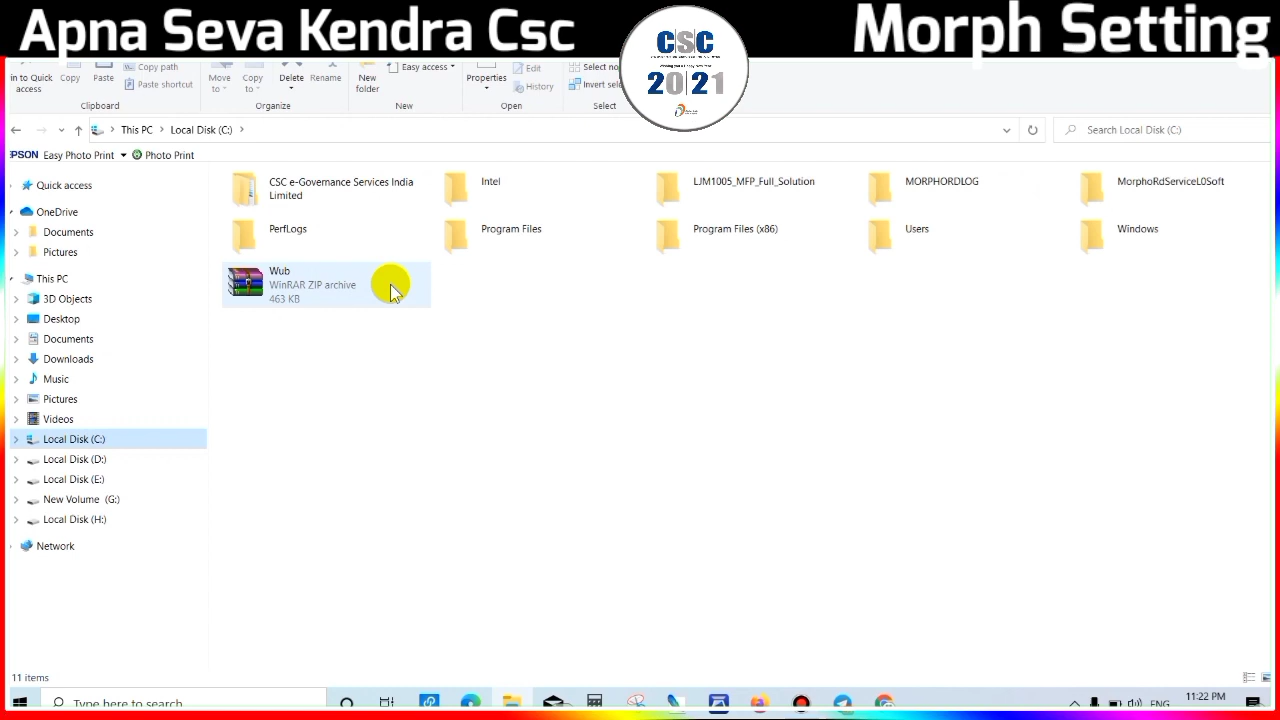 Apna Seva Kendra Csc
Morph Setting
CSC
2021
in to Quick access
Copy
Paste
Copy path
Paste shortcut
Move to
Copy to
Delete
Rename
New folder
Easy access
Properties
Edit
History
Select no
Invert sele
Clipboard
Organize
New
Open
Select
This PC
Local Disk (C:)
Search Local Disk (C:)
EPSON Easy Photo Print
Photo Print
Quick access
OneDrive
Documents
Pictures
This PC
3D Objects
Desktop
Documents
Downloads
Music
Pictures
Videos
Local Disk (C:)
Local Disk (D:)
Local Disk (E:)
New Volume (G:)
Local Disk (H:)
Network
CSC e-Governance Services India
Limited
Intel
LJM1005_MFP_Full_Solution
MORPHORDLOG
MorphoRdServiceL0Soft
PerfLogs
Program Files
Program Files (x86)
Users
Windows
Wub
WinRAR ZIP archive
463 KB
11 items
Type here to search
ENG
11:22 PM